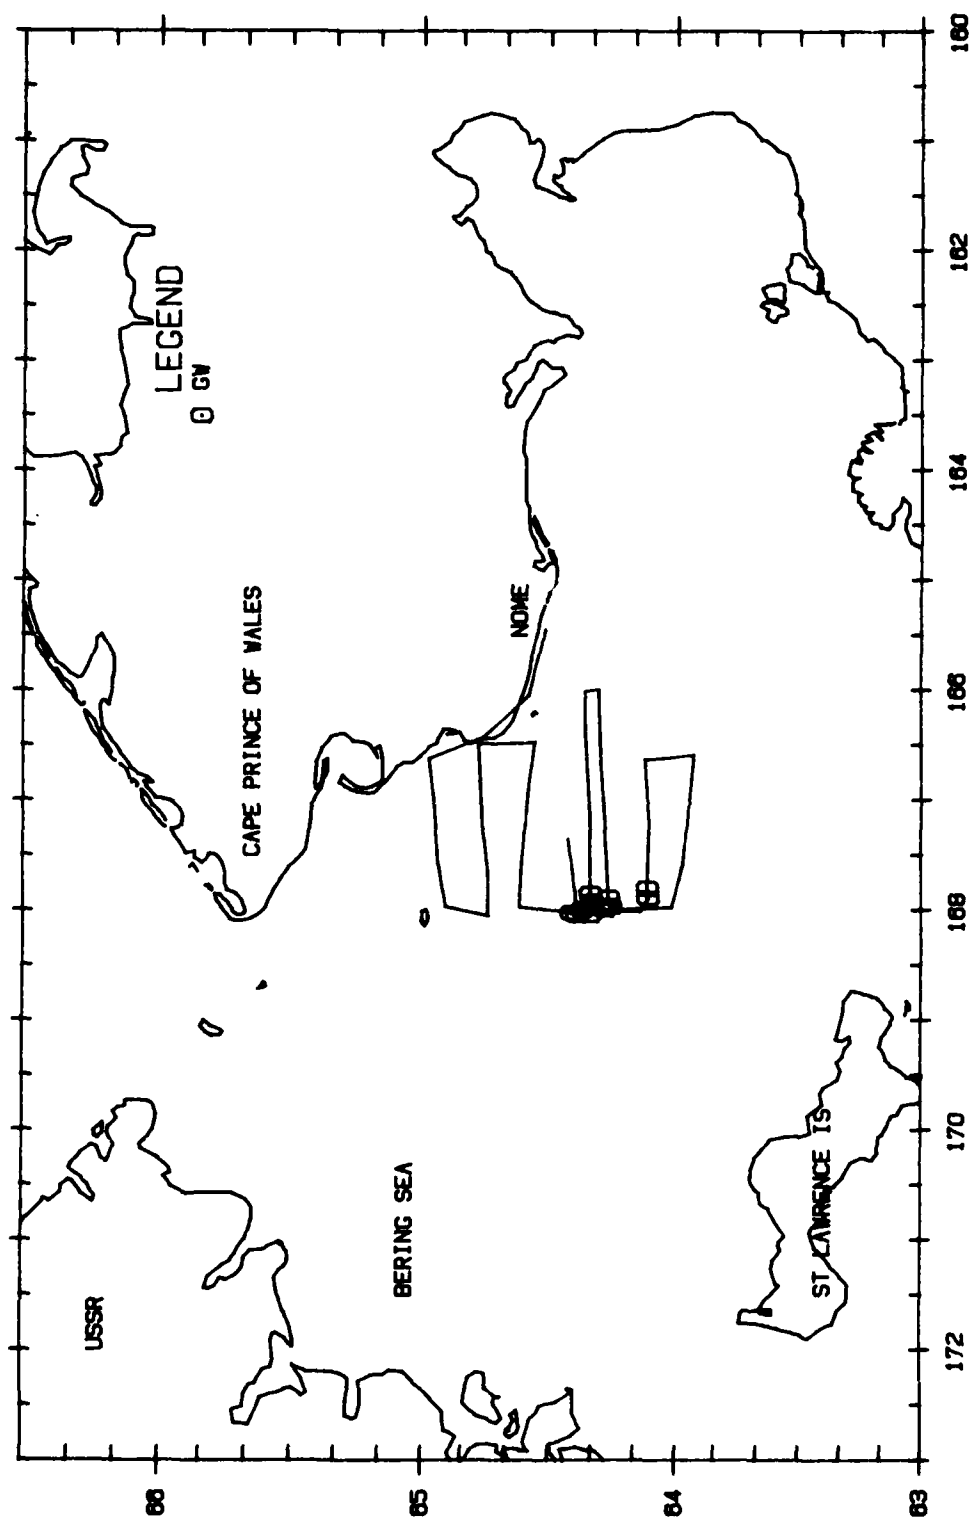 LEGEND
GW
CAPE PRINCE OF WALES
NOME
USSR
BERING SEA
ST LAWRENCE IS
66
65
64
63
172
170
168
166
164
162
160